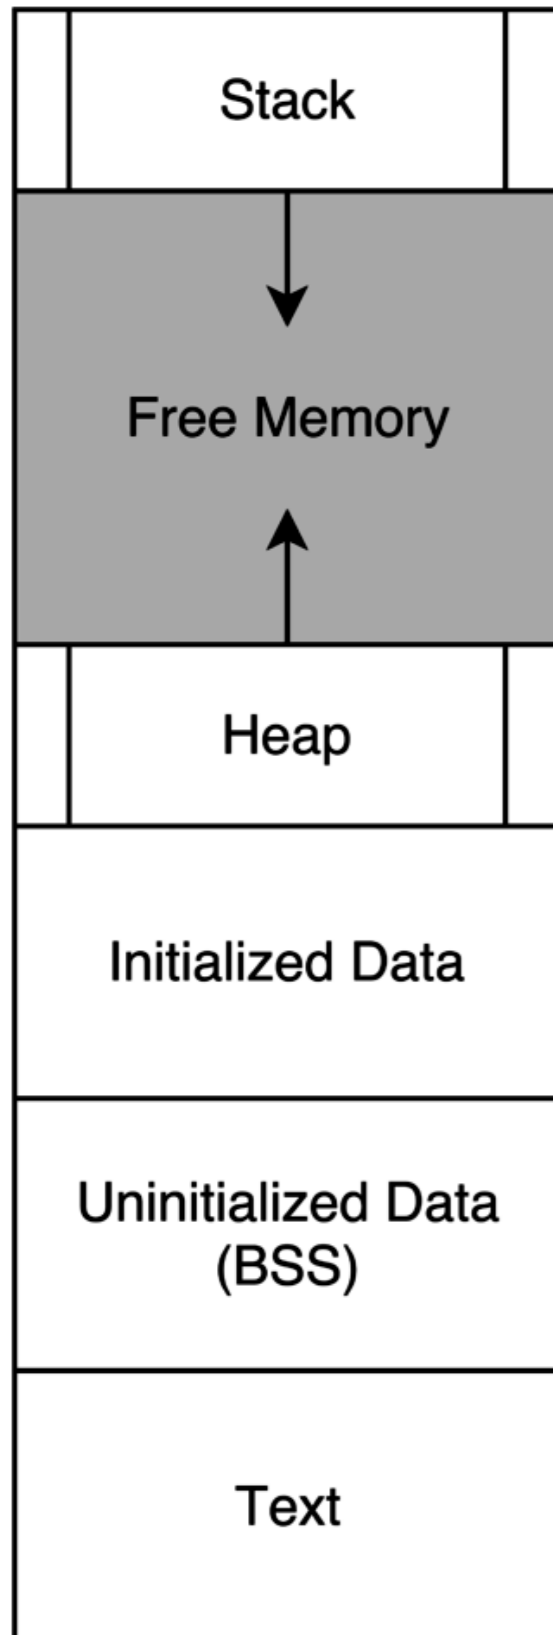 Stack
Free Memory
Heap
Initialized Data
Uninitialized Data
(BSS)
Text